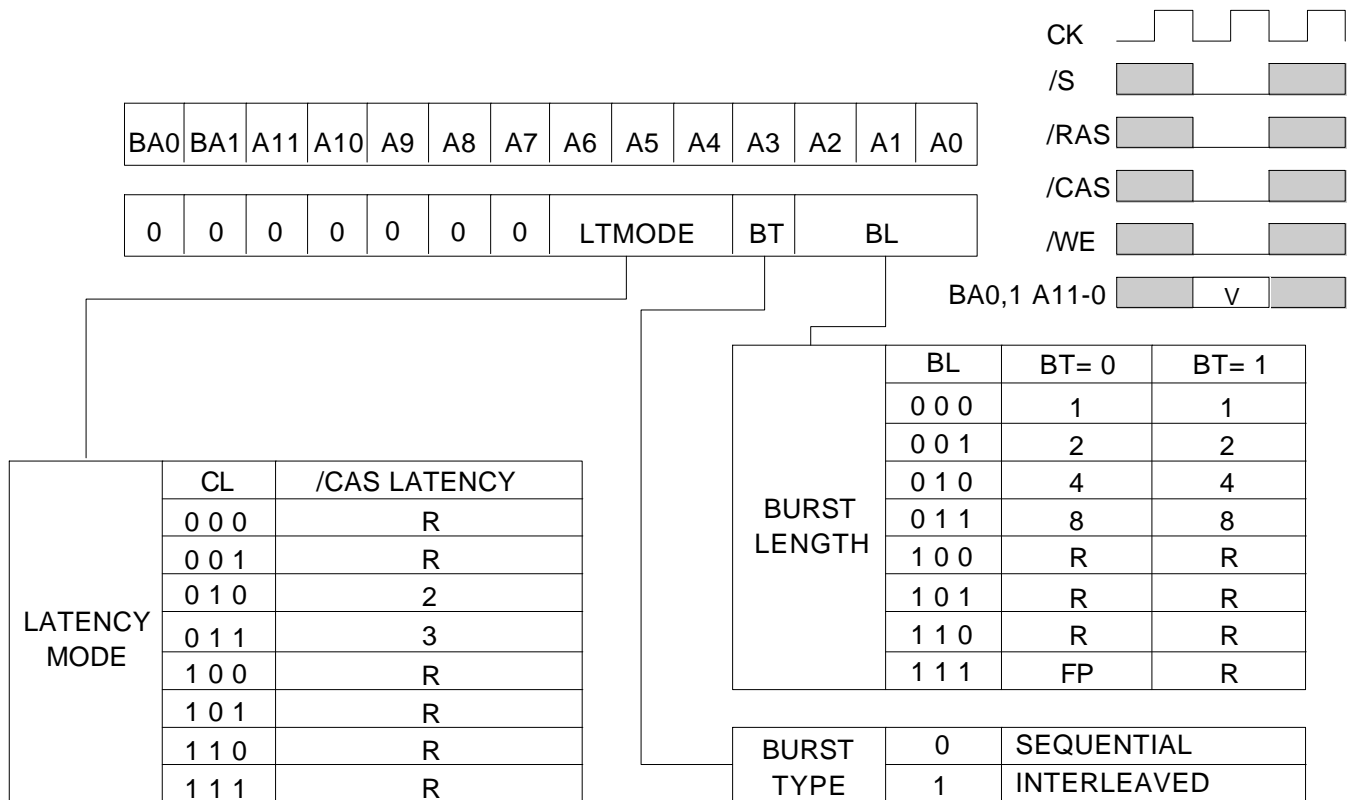 CK
/S
/RAS
/CAS
/WE
BA0,1 A11-0 V
BA0 BA1 A11 A10 A9 A8 A7 A6 A5 A4 A3 A2 A1 A0
0 0 0 0 0 0 0 LTMODE BT BL
BURST
LENGTH
BL BT= 0 BT= 1
0 0 0 1 1
0 0 1 2 2
0 1 0 4 4
0 1 1 8 8
1 0 0 R R
1 0 1 R R
1 1 0 R R
1 1 1 FP R
LATENCY
MODE
CL /CAS LATENCY
0 0 0 R
0 0 1 R
0 1 0 2
0 1 1 3
1 0 0 R
1 0 1 R
1 1 0 R
1 1 1 R
BURST
TYPE
0 SEQUENTIAL
1 INTERLEAVED